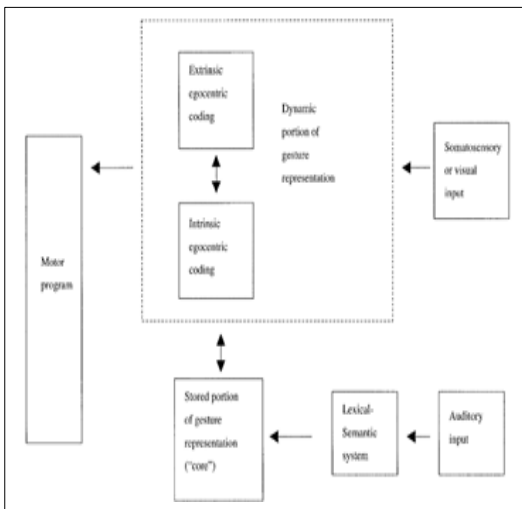 Extrinsic
egocentric
coding
Dynamic
portion of
gesture
representation
Somatosensory
or visual
input
Intrinsic
egocentric
coding
Motor
program
Stored portion
of gesture
representation
("core")
Lexical-
Semantic
system
Auditory
input